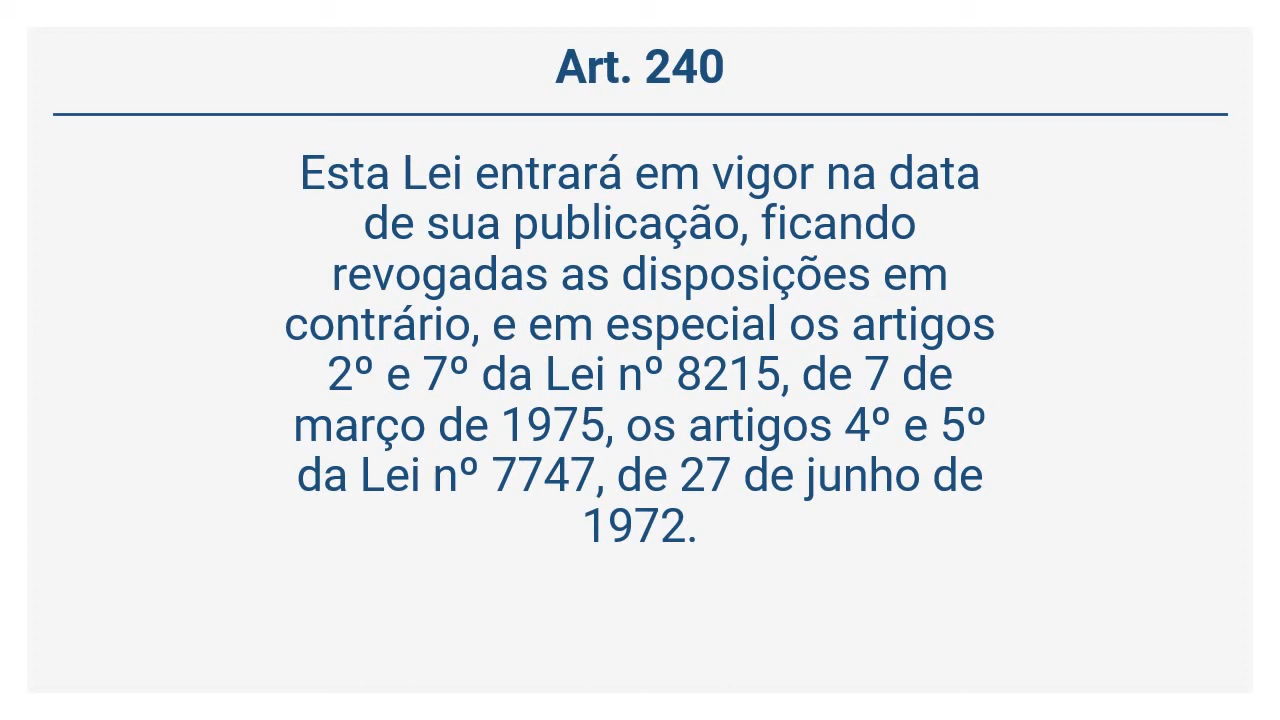 Art. 240
Esta Lei entrará em vigor na data
de sua publicação, ficando
revogadas as disposições em
contrário, e em especial os artigos
2º e 7º da Lei nº 8215, de 7 de
março de 1975, os artigos 4º e 5º
da Lei nº 7747, de 27 de junho de
1972.